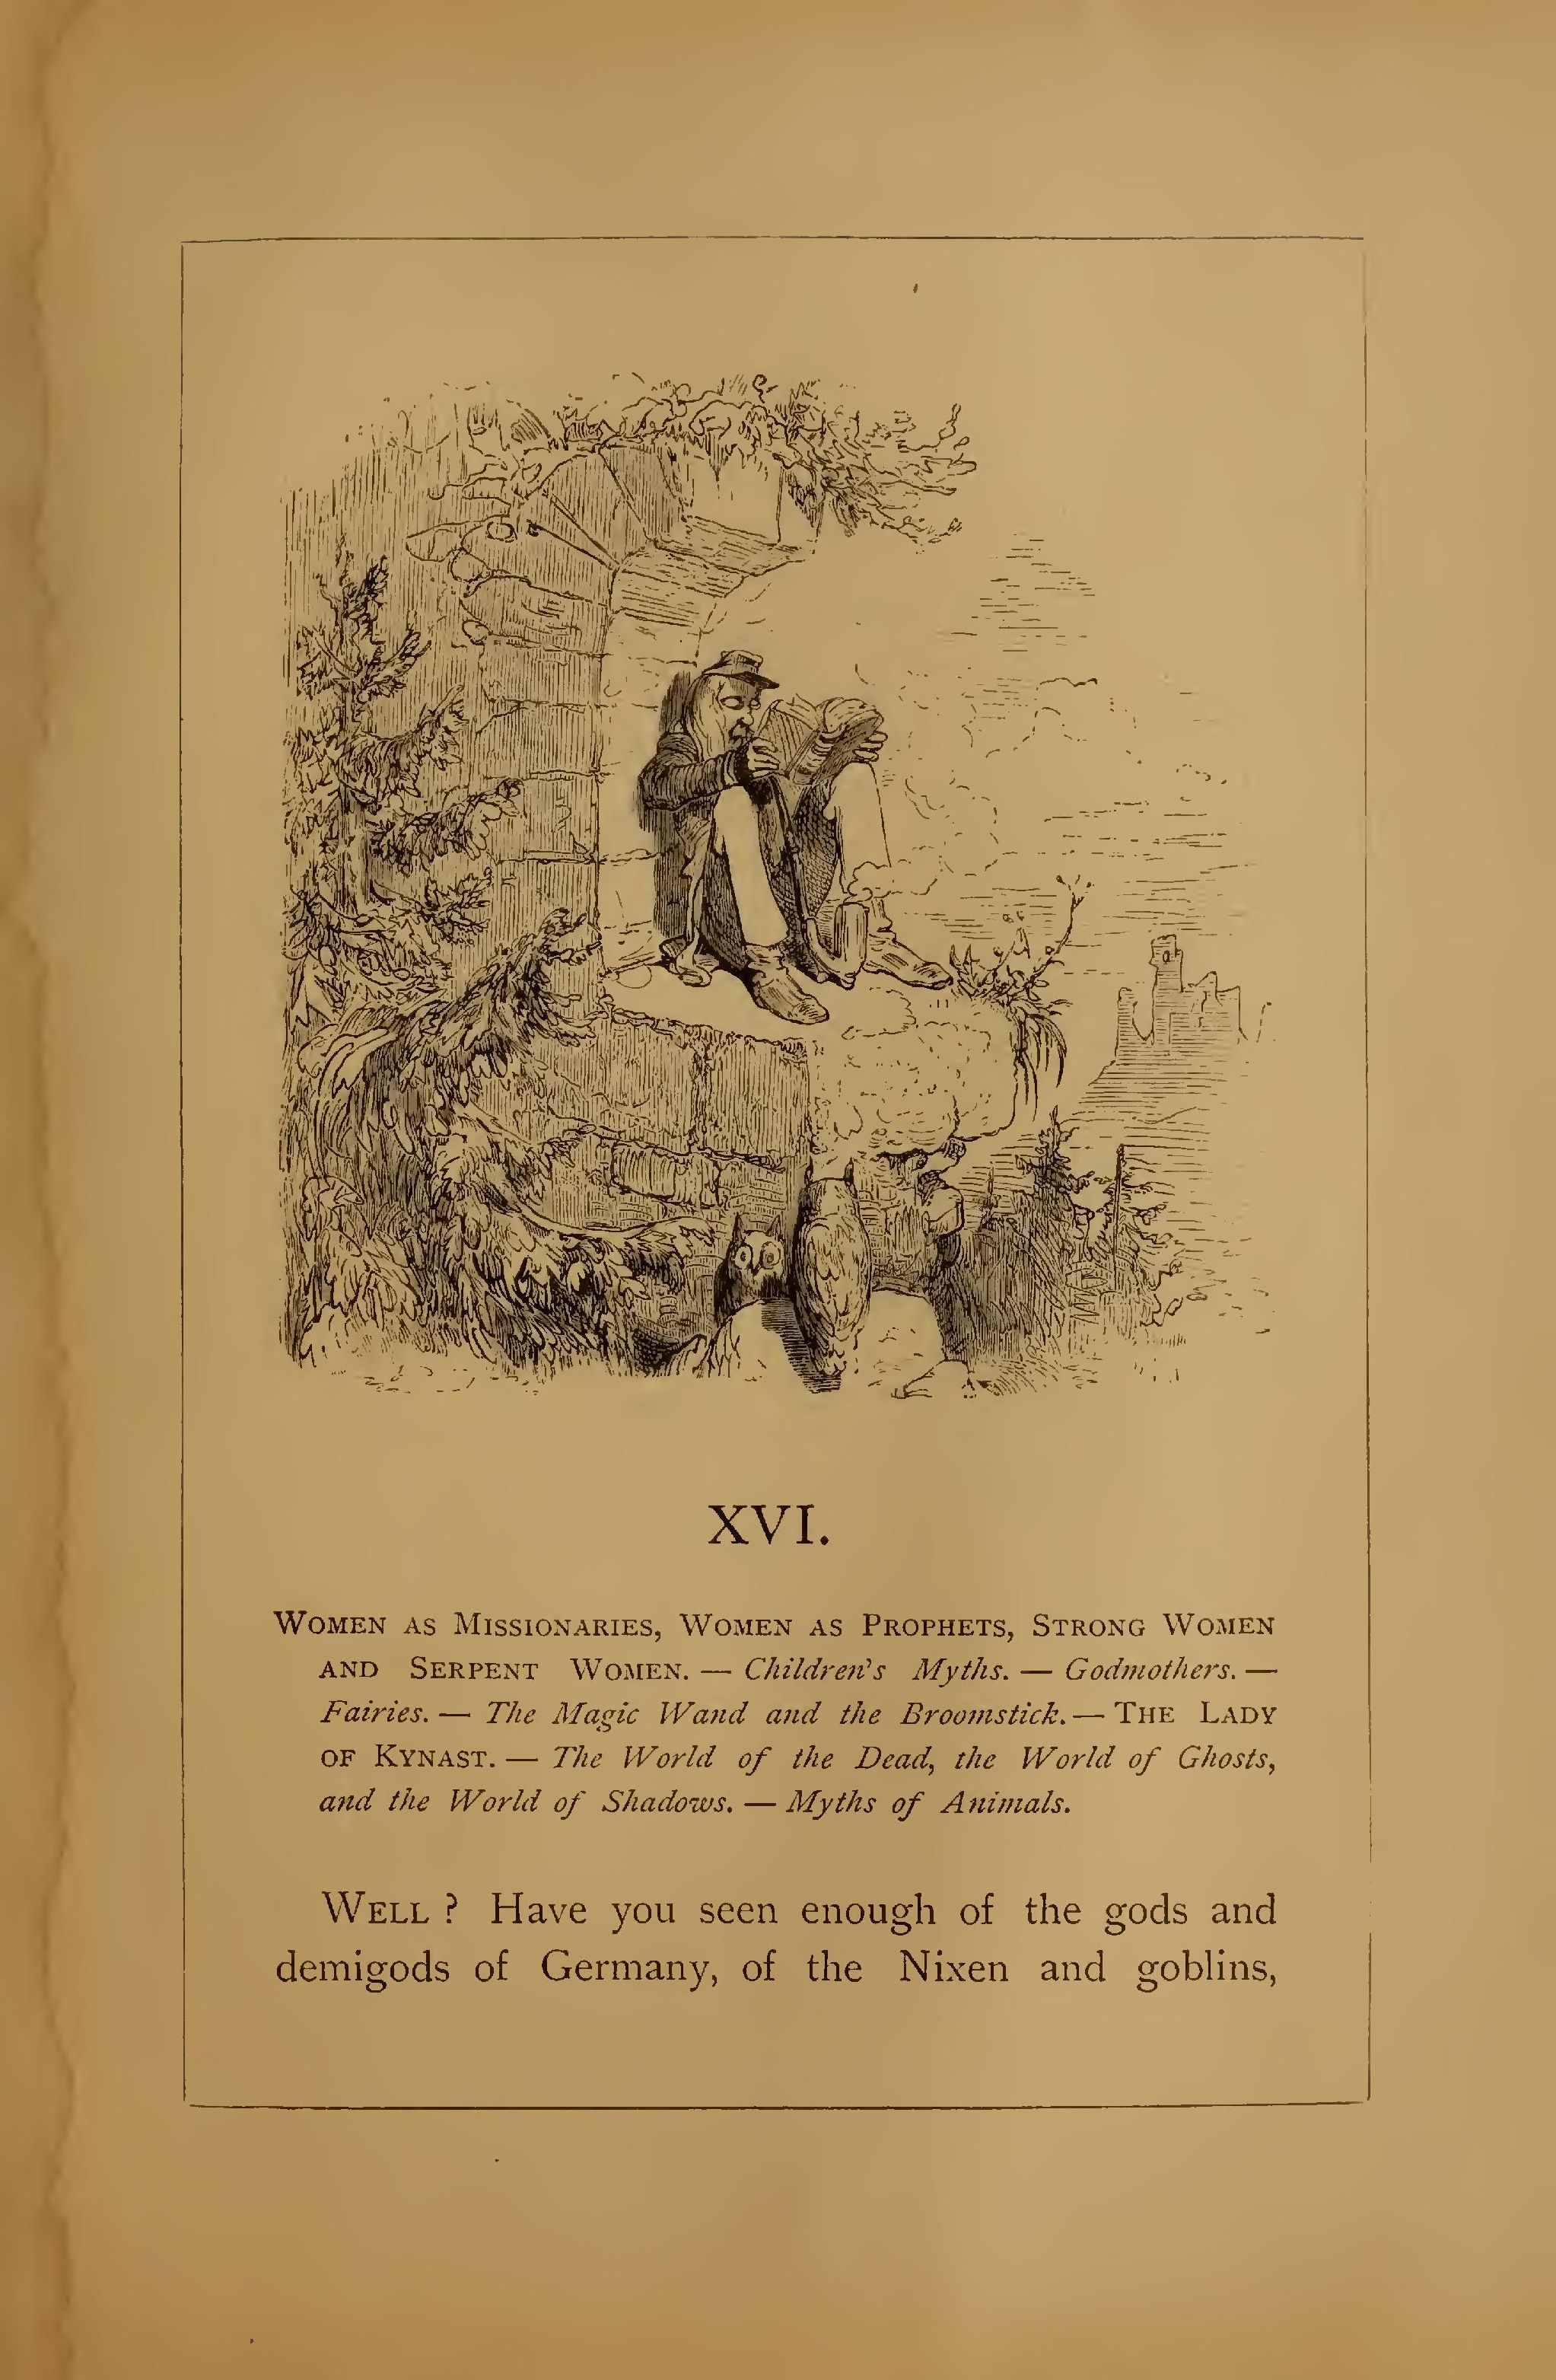 XVI.
Women as Missionaries, Women as Prophets, Strong Women
and Serpent Women. — Children's Myths. — Godmothers. —
Fairies. — The Magic Wand and the Broomstick. — The Lady
of Kynast. — The World of the Dead, the World of Ghosts,
and the World of Shadows. — Myths of Animals.
Well ? Have you seen enough of the gods and
demigods of Germany, of the Nixen and goblins,